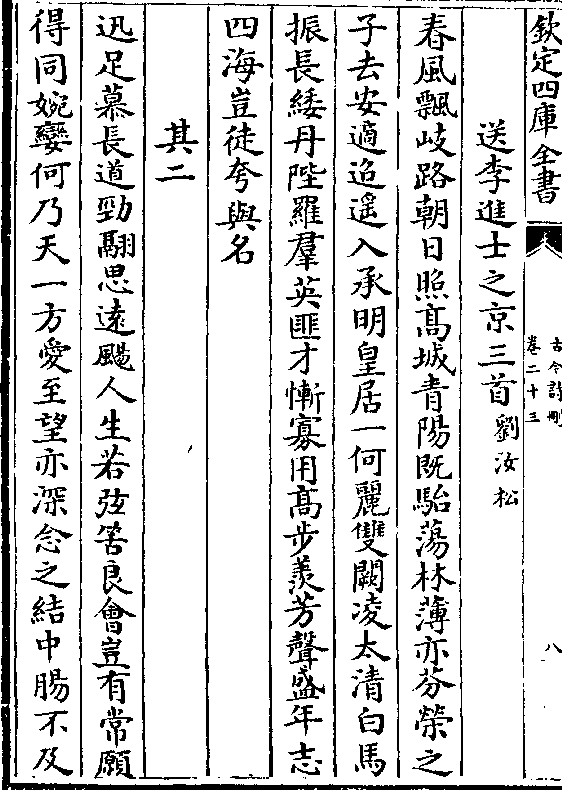 欽定四庫全書
古今詩刪
卷二十三
八
送李進士之京三首劉汝松
春風飄岐路朝日照髙城青陽既駘蕩林薄亦芬榮之
子去安適迢遥入承明皇居一何麗雙闕凌太清白馬
振長緌丹陛羅羣英匪才慚寡用髙步羨芳聲盛年志
四海豈徒夸與名
其二
迅足慕長道勁翮思逺颺人生若弦筈良會豈有常願
得同婉孌何乃天一方愛至望亦深念之結中腸不及